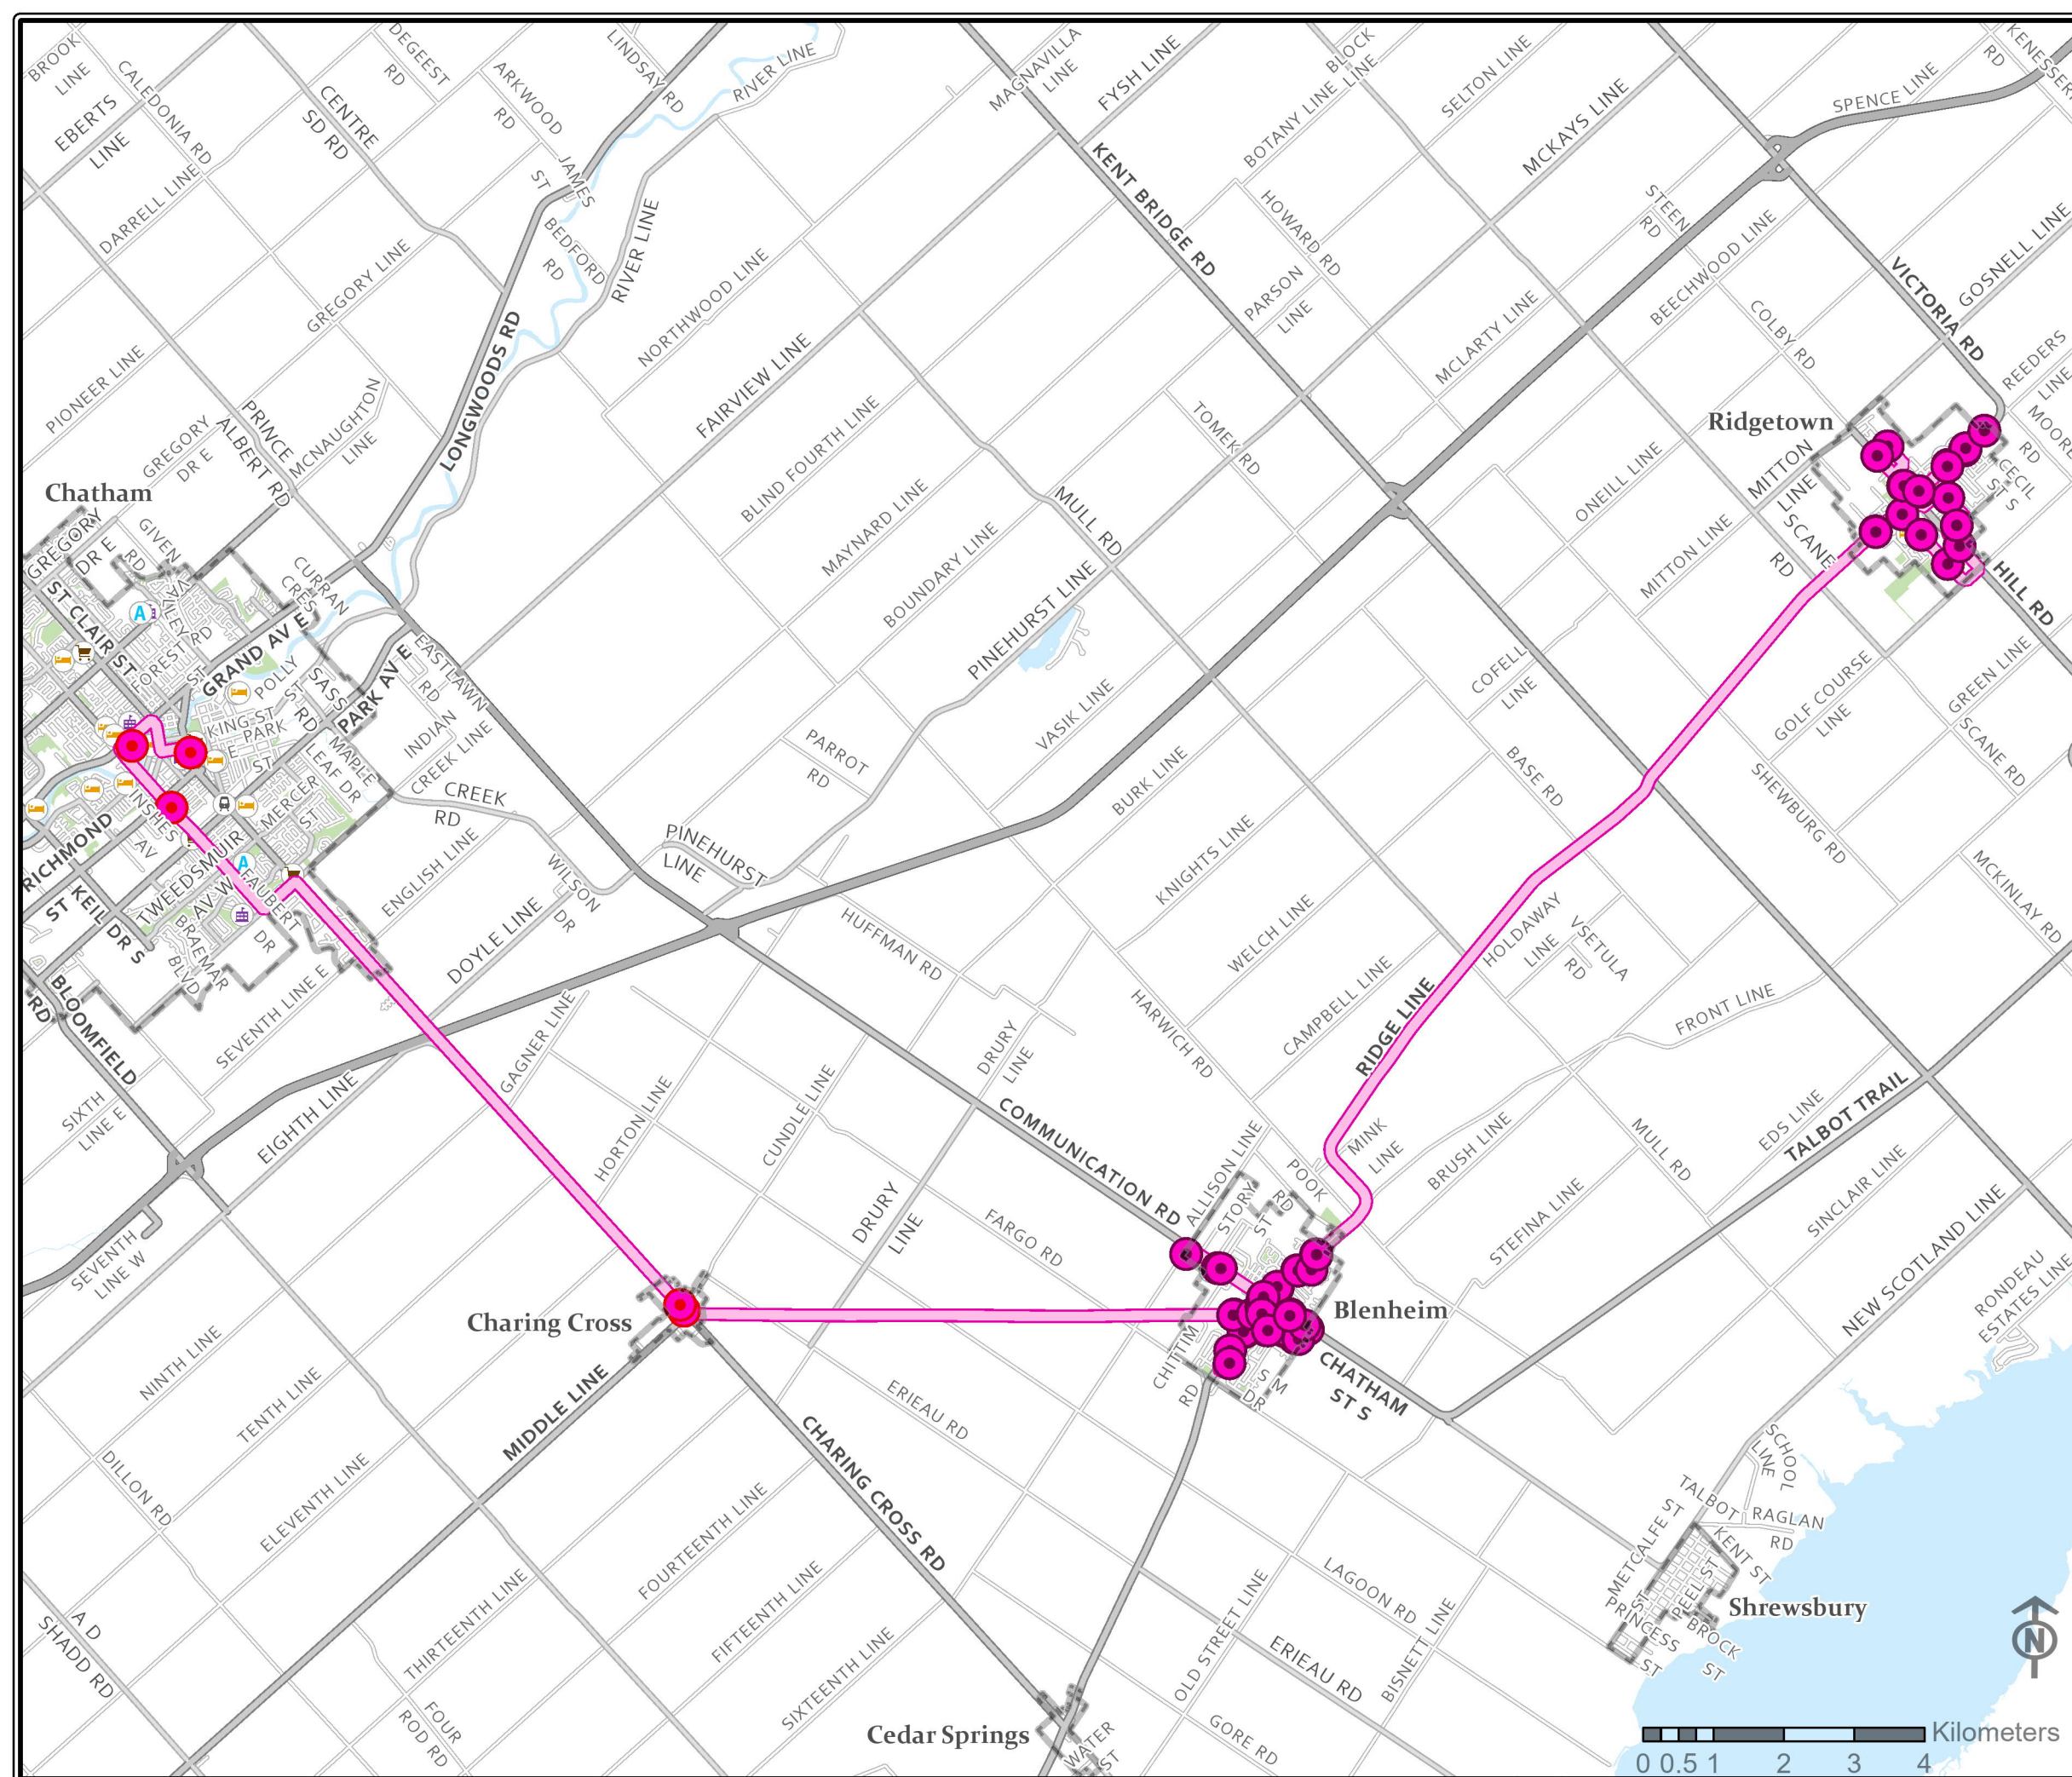 BROOK
LINE
CALEDONIA RD
EBERTS
LINE
CENTRE
SD RD
DEGEEST
RD
ARKWOOD
RD
LINDSAY RD
RIVER LINE
JAMES
ST
BEDFORD
RD
RIVER LINE
DARRELL LINE
GREGORY LINE
PIONEER LINE
LONGWOODS RD
NORTHWOOD LINE
MAGNAVILLA
LINE
FYSH LINE
BLOCK
LINE
BOTANY LINE
SELTON LINE
MCKAYS LINE
SPENCE LINE
RD
KENT BRIDGE RD
HOWARD RD
PARSON
LINE
STEEN
RD
BEECHWOOD LINE
VICTORIA RD
GOSNELL LINE
COLBY RD
REEDERS
LINE
MCLARTY LINE
FAIRVIEW LINE
GREGORY
DR E
PRINCE
ALBERT RD
MCNAUGHTON
LINE
BLIND FOURTH LINE
TOMEK RD
ONEILL LINE
Ridgetown
MITTON
LINE
MOORE
RD
CECIL
ST S
Chatham
GREGORY
DR E
GIVEN
RD
MAYNARD LINE
MULL RD
BOUNDARY LINE
MITTON LINE
SCANE
RD
HILL RD
ST CLAIR ST
VALLEY
RD
FOREST
ST
CURRAN
CRES
GRAND AV E
POLLY
ST
SASS
RD
PARK AV E
EASTLAWN
RD
PINEHURST LINE
KING ST
E
PARK
ST
INDIAN
CREEK LINE
MAPLE
LEAF DR
COFELL
LINE
GREEN LINE
GOLF COURSE
LINE
SCANE RD
VASIK LINE
PARROT
RD
BURK LINE
BASE RD
SHEWBURG RD
CREEK
RD
MERCER
ST
INSHES
AV
RICHMOND
TWEEDSMUIR
AV W
FAUBERT
DR
ST
KEIL DR S
BRAEMAR
BLVD
ENGLISH LINE
WILSON
DR
PINEHURST
LINE
KNIGHTS LINE
MCKINLAY RD
DOYLE LINE
HUFFMAN RD
WELCH LINE
HOLDAWAY
LINE
VSETULA
RD
BLOOMFIELD
RD
SEVENTH LINE E
GAGNER LINE
DRURY
LINE
HARWICH RD
CAMPBELL LINE
RIDGE LINE
FRONT LINE
SIXTH
LINE E
EIGHTH LINE
HORTON LINE
CUNDLE LINE
COMMUNICATION RD
MINK
LINE
BRUSH LINE
MULL RD
EDS LINE
TALBOT TRAIL
ALLISON LINE
STORY
ST
POOK
RD
DRURY
LINE
FARGO RD
STEFINA LINE
SINCLAIR LINE
NEW SCOTLAND LINE
SEVENTH
LINE W
RONDEAU
ESTATES LINE
Charing Cross
Blenheim
CHITTIM
RD
S M
DR
CHATHAM
ST S
NINTH LINE
TENTH LINE
MIDDLE LINE
ERIEAU RD
CHARING CROSS RD
DILLON RD
ELEVENTH LINE
FOURTEENTH LINE
FIFTEENTH LINE
THIRTEENTH LINE
SIXTEENTH LINE
SCHOOL
LINE
TALBOT
ST
RAGLAN
RD
METCALFE
ST
KENT ST
PEEL ST
PRINCESS
ST
BROCK
ST
Shrewsbury
LAGOON RD
OLD STREET LINE
BISNETT LINE
ERIEAU RD
A D
SHADD RD
FOUR
ROD RD
Cedar Springs
WATER
ST
GORE RD
N
Kilometers
0 0.5 1 2 3 4